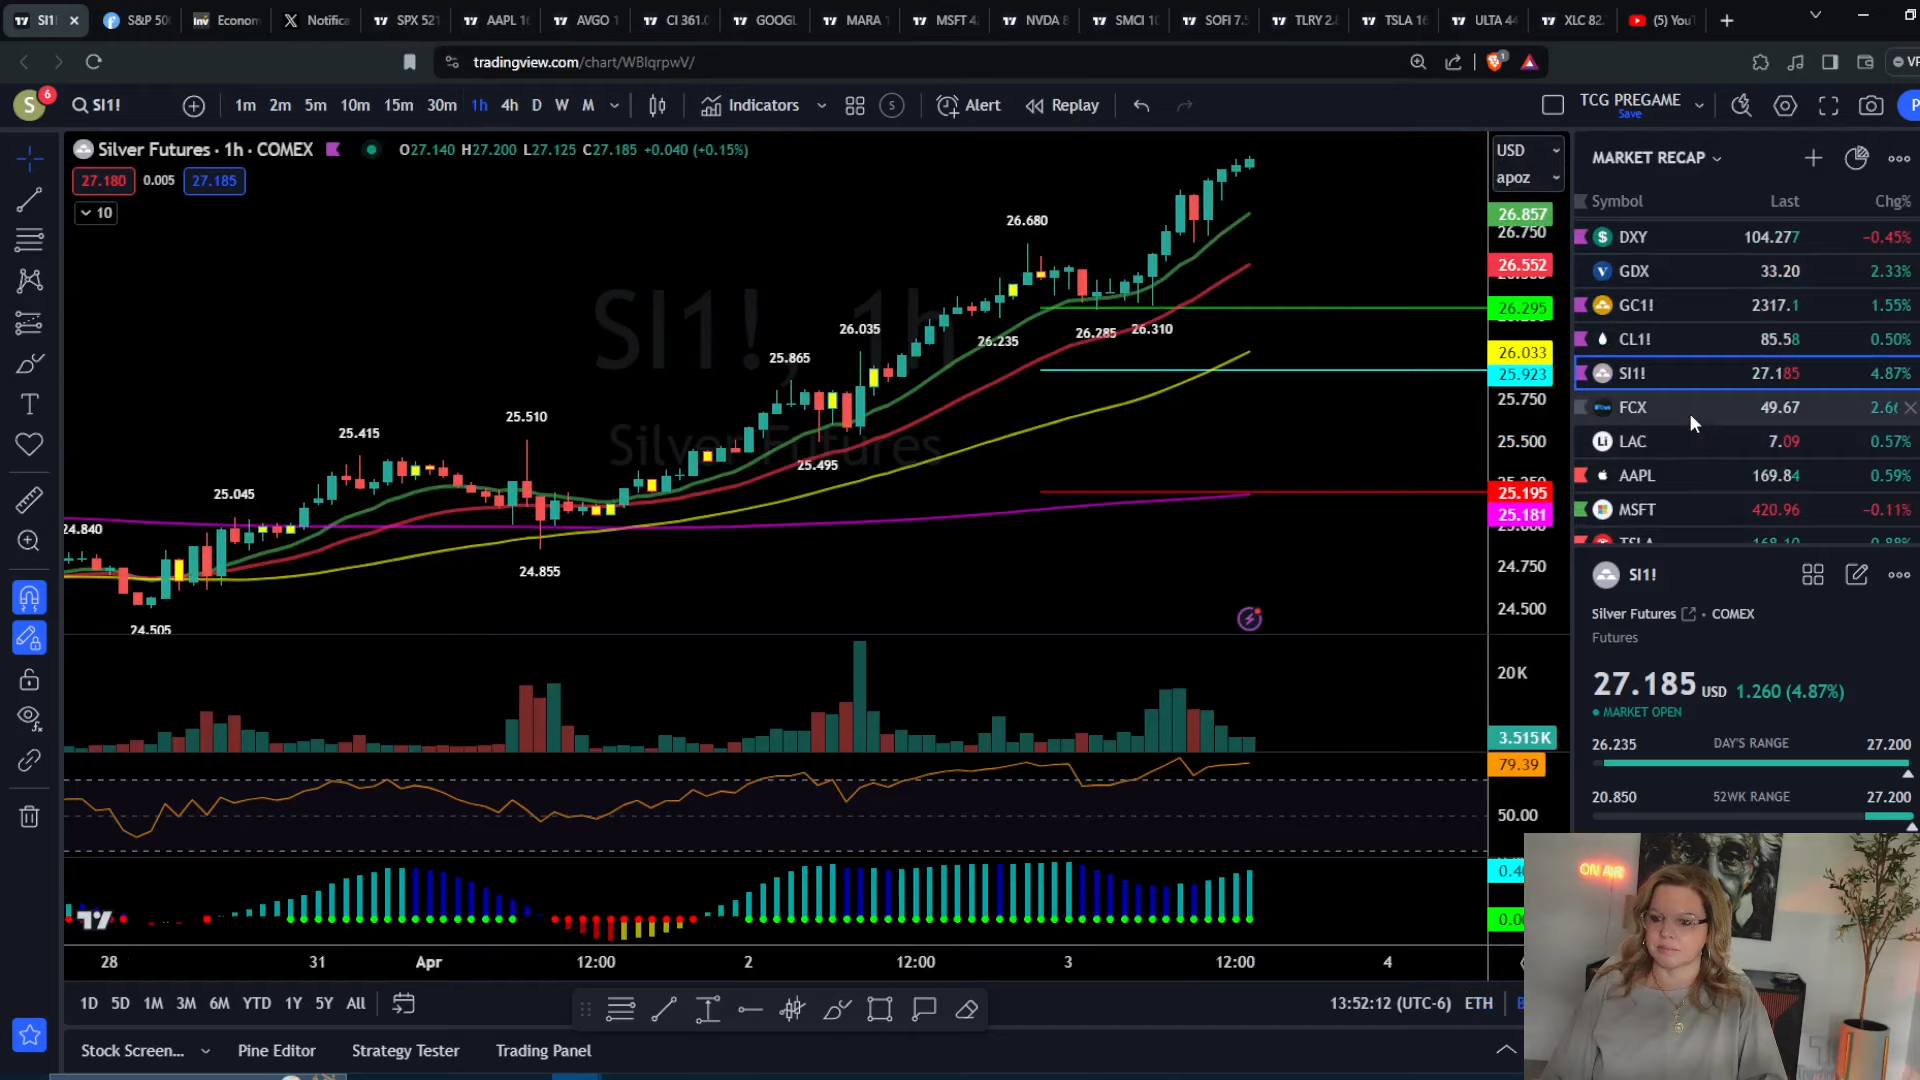 SI1!
S&P 500
Econom
Notifica
SPX 521
AAPL 16
AVGO 1
CI 361.0
GOOGL
MARA 1
MSFT 42
NVDA 8
SMCI 10
SOFI 7.5
TLRY 2.
TSLA 16
ULTA 44
XLC 82.
(5) YouT
tradingview.com/chart/WBlqrpwV/
VP
S 6
SI1!
1m 2m 5m 10m 15m 30m 1h 4h D W M
Indicators
S
Alert
Replay
TCG PREGAME
Save
P
Silver Futures · 1h · COMEX
O27.140 H27.200 L27.125 C27.185 +0.040 (+0.15%)
27.180 0.005 27.185
10
USD
apoz
SI1!, 1h
Silver Futures
26.680
26.035
25.865
26.235
26.285
26.310
25.510
25.415
25.495
25.045
24.840
24.855
24.505
26.857
26.750
26.552
26.295
26.033
25.923
25.750
25.500
25.195
25.181
24.750
24.500
20K
3.515K
79.39
50.00
28 31 Apr 12:00 2 12:00 3 12:00 4
1D 5D 1M 3M 6M YTD 1Y 5Y All
13:52:12 (UTC-6) ETH
Stock Screen... Pine Editor Strategy Tester Trading Panel
MARKET RECAP
Symbol Last Chg%
DXY 104.277 −0.45%
GDX 33.20 2.33%
GC1! 2317.1 1.55%
CL1! 85.58 0.50%
SI1! 27.185 4.87%
FCX 49.67 2.66
LAC 7.09 0.57%
AAPL 169.84 0.59%
MSFT 420.96 −0.11%
TSLA 168.10 0.88%
SI1!
Silver Futures · COMEX
Futures
27.185 USD 1.260 (4.87%)
MARKET OPEN
26.235 DAY'S RANGE 27.200
20.850 52WK RANGE 27.200
ON AIR